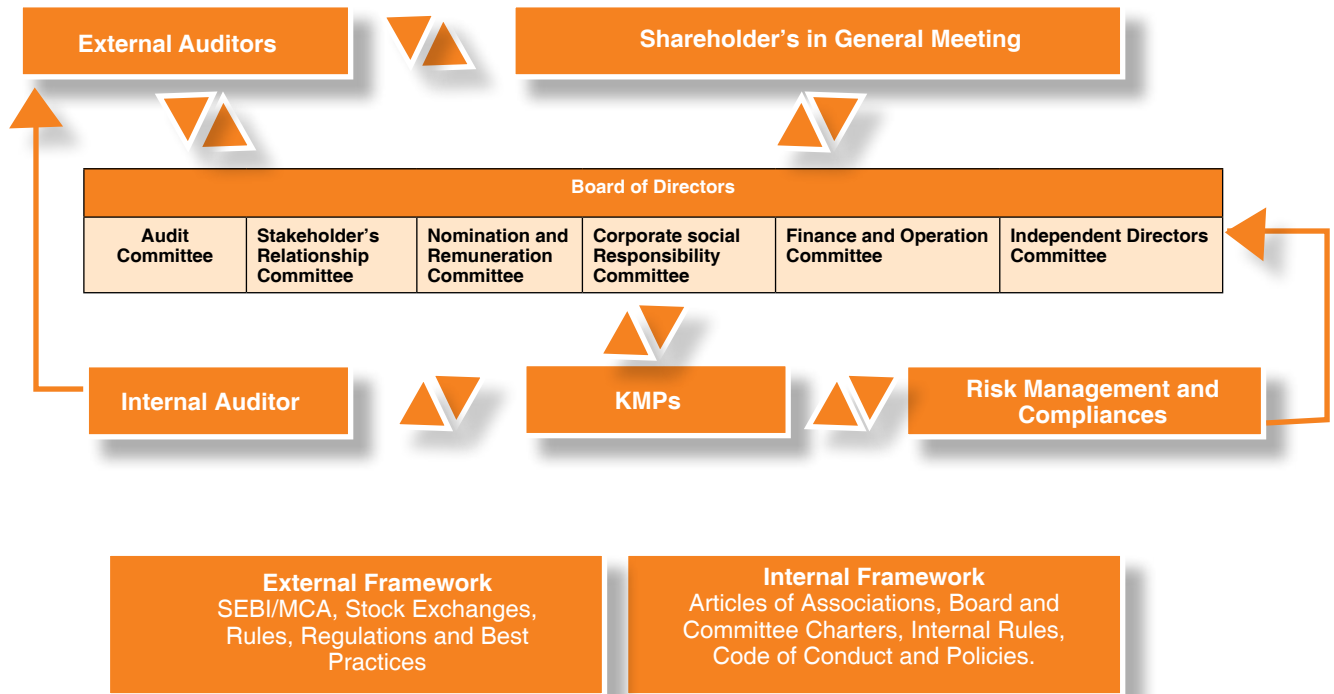 External Auditors
Shareholder's in General Meeting
Board of Directors
Audit
Committee
Stakeholder's
Relationship
Committee
Nomination and
Remuneration
Committee
Corporate social
Responsibility
Committee
Finance and Operation
Committee
Independent Directors
Committee
Internal Auditor
KMPs
Risk Management and
Compliances
External Framework
SEBI/MCA, Stock Exchanges,
Rules, Regulations and Best
Practices
Internal Framework
Articles of Associations, Board and
Committee Charters, Internal Rules,
Code of Conduct and Policies.